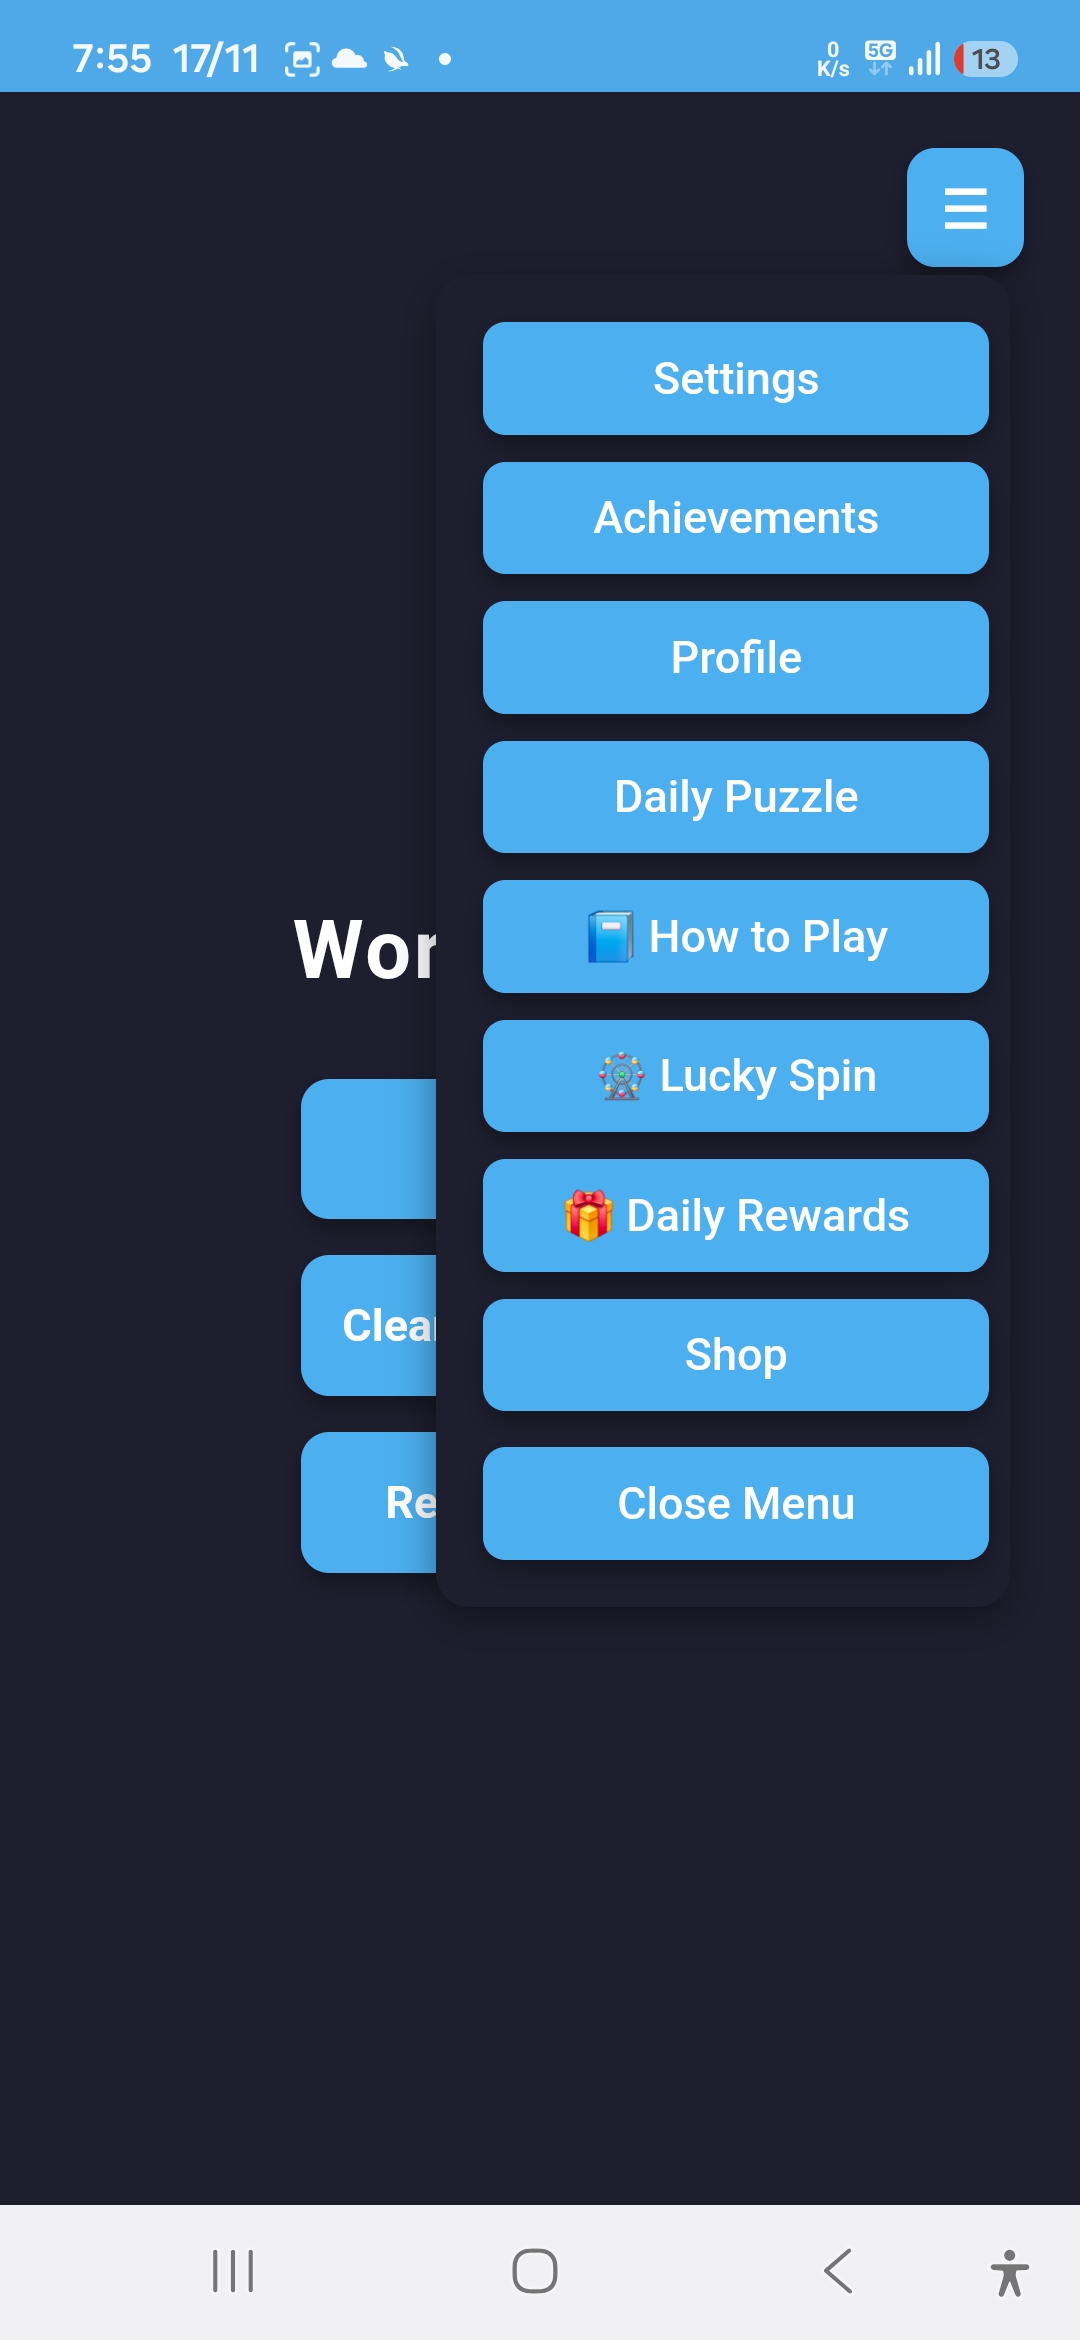 7:55 17/11
0
K/s
5G
13
Settings
Achievements
Profile
Daily Puzzle
How to Play
Wor
Lucky Spin
Daily Rewards
Clear
Shop
Re
Close Menu